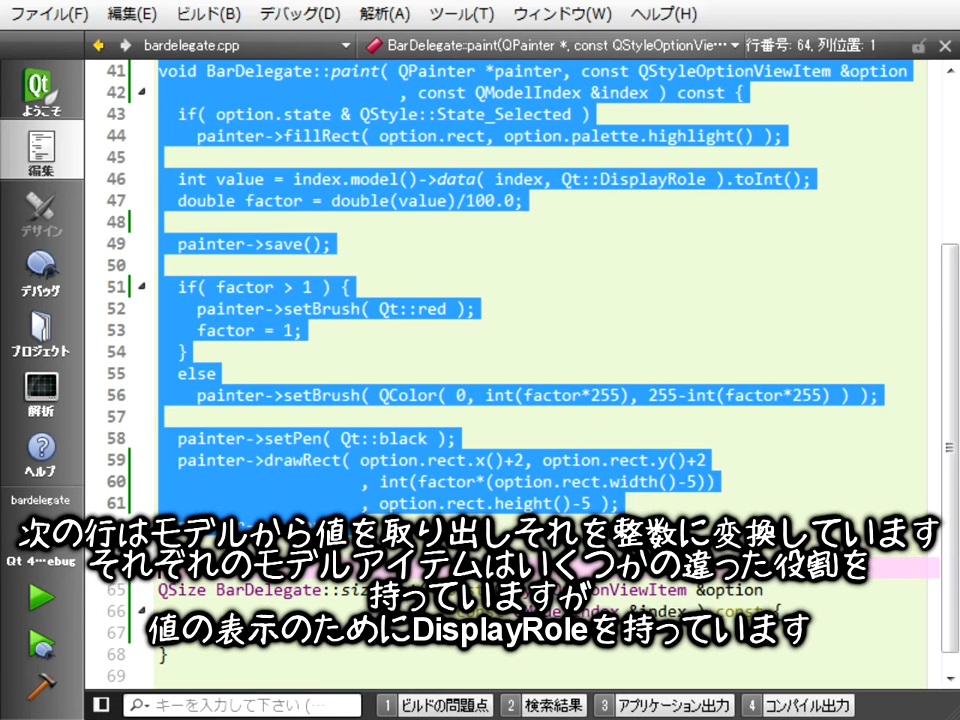 ファイル(F) 編集(E) ビルド(B) デバッグ(D) 解析(A) ツール(T) ウィンドウ(W) ヘルプ(H)
bardelegate.cpp BarDelegate::paint(QPainter *, const QStyleOptionVie… 行番号: 64, 列位置: 1
Qt
ようこそ
編集
デザイン
デバッグ
プロジェクト
解析
ヘルプ
bardelegate
Qt 4…ebug
41 void BarDelegate::paint( QPainter *painter, const QStyleOptionViewItem &option
42 , const QModelIndex &index ) const {
43 if( option.state & QStyle::State_Selected )
44 painter->fillRect( option.rect, option.palette.highlight() );
45
46 int value = index.model()->data( index, Qt::DisplayRole ).toInt();
47 double factor = double(value)/100.0;
48
49 painter->save();
50
51 if( factor > 1 ) {
52 painter->setBrush( Qt::red );
53 factor = 1;
54 }
55 else
56 painter->setBrush( QColor( 0, int(factor*255), 255-int(factor*255) ) );
57
58 painter->setPen( Qt::black );
59 painter->drawRect( option.rect.x()+2, option.rect.y()+2
60 , int(factor*(option.rect.width()-5))
61 , option.rect.height()-5 );
次の行はモデルから値を取り出しそれを整数に変換しています
それぞれのモデルアイテムはいくつかの違った役割を
持っていますが
値の表示のためにDisplayRoleを持っています
65 QSize BarDelegate::ViewItem &option
66 &index ) const {
67
68 }
69
キーを入力して下さい (…
1 ビルドの問題点 2 検索結果 3 アプリケーション出力 4 コンパイル出力